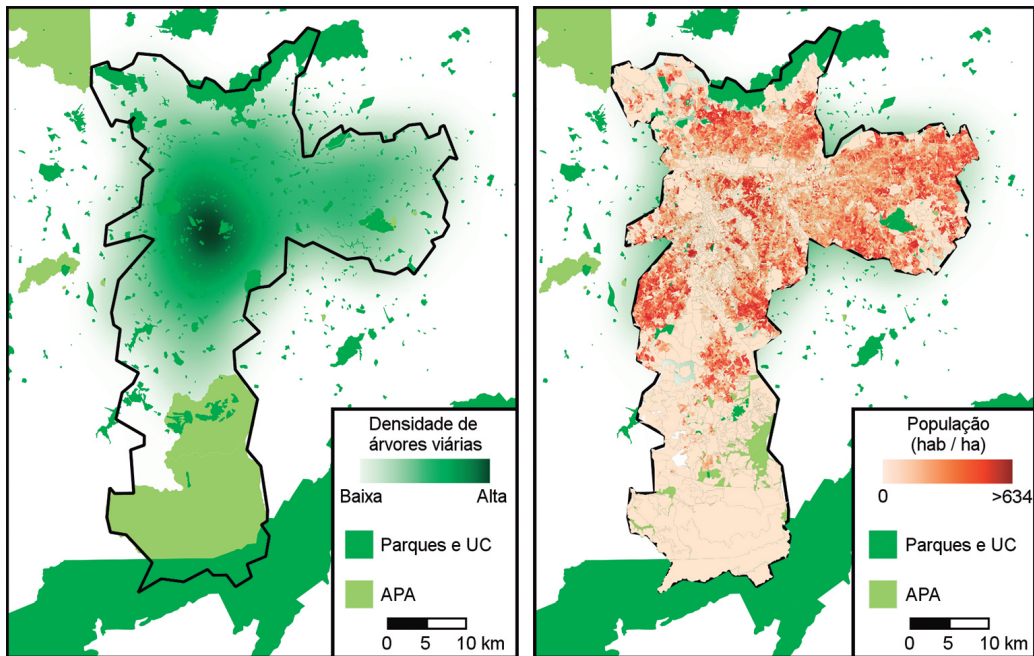 Densidade de
árvores viárias
Baixa Alta
Parques e UC
APA
0 5 10 km
População
(hab / ha)
0 >634
Parques e UC
APA
0 5 10 km